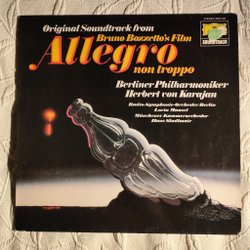 Original Soundtrack from
Bruno Bozzetto's Film
Allegro
non troppo
Berliner Philharmoniker
Herbert von Karajan
Radio-Symphonie-Orchester Berlin
Lorin Maazel
Münchener Kammerorchester
Hans Stadlmair
SOUNDTRACK